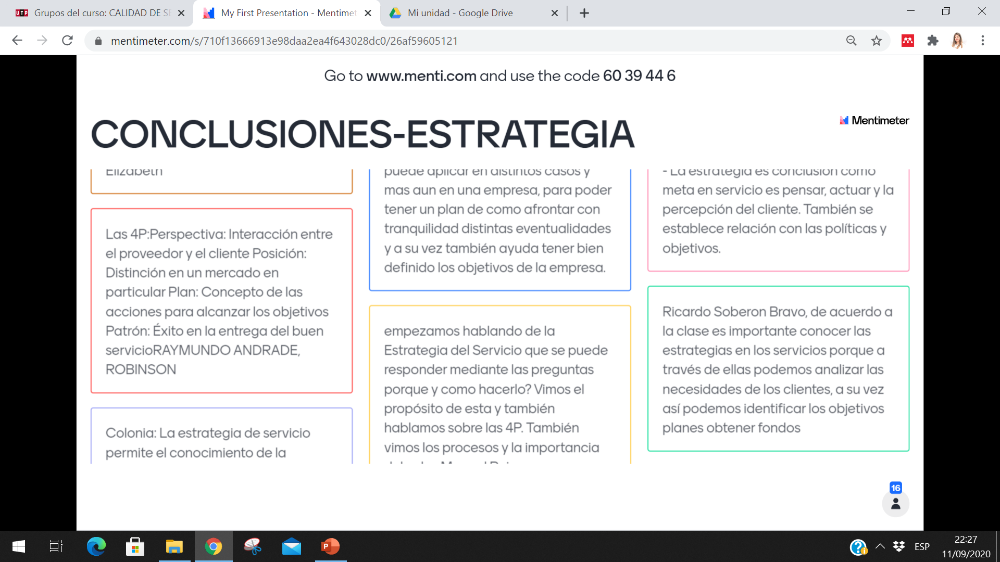 Grupos del curso: CALIDAD DE SE
My First Presentation - Mentimet
Mi unidad - Google Drive
mentimeter.com/s/710f13666913e98daa2ea4f643028dc0/26af59605121
Go to www.menti.com and use the code 60 39 44 6
CONCLUSIONES-ESTRATEGIA
Mentimeter
Elizabeth
Las 4P:Perspectiva: Interacción entre
el proveedor y el cliente Posición:
Distinción en un mercado en
particular Plan: Concepto de las
acciones para alcanzar los objetivos
Patrón: Éxito en la entrega del buen
servicioRAYMUNDO ANDRADE,
ROBINSON
Colonia: La estrategia de servicio
permite el conocimiento de la
puede aplicar en distintos casos y
mas aun en una empresa, para poder
tener un plan de como afrontar con
tranquilidad distintas eventualidades
y a su vez también ayuda tener bien
definido los objetivos de la empresa.
empezamos hablando de la
Estrategia del Servicio que se puede
responder mediante las preguntas
porque y como hacerlo? Vimos el
propósito de esta y también
hablamos sobre las 4P. También
vimos los procesos y la importancia
- La estrategia es conclusión como
meta en servicio es pensar, actuar y la
percepción del cliente. También se
establece relación con las políticas y
objetivos.
Ricardo Soberon Bravo, de acuerdo a
la clase es importante conocer las
estrategias en los servicios porque a
través de ellas podemos analizar las
necesidades de los clientes, a su vez
así podemos identificar los objetivos
planes obtener fondos
16
ESP
22:27
11/09/2020